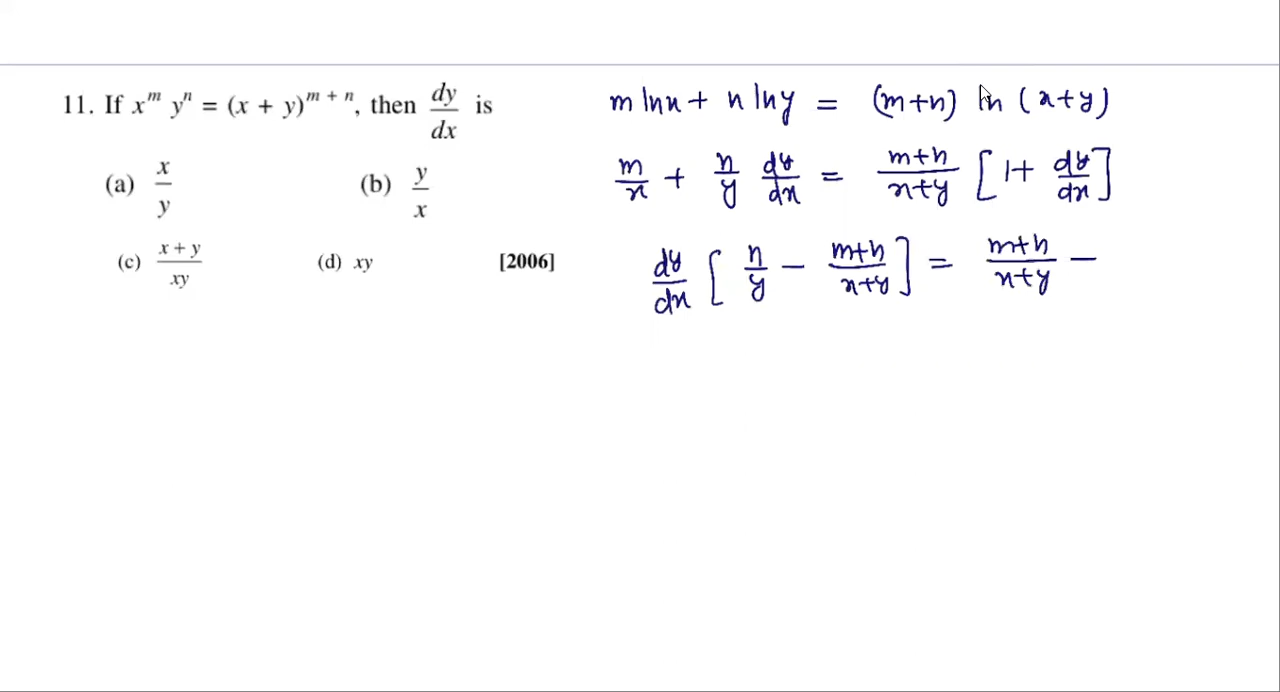 11. If x^m y^n = (x + y)^{m + n}, then dy/dx is
(a) x/y (b) y/x
(c) x + y/xy (d) xy [2006]
m ln x + n ln y = (m+n) ln (x+y)
m/x + n/y dy/dx = m+n/x+y [1+ dy/dx]
dy/dx [ n/y − m+n/x+y ] = m+n/x+y −